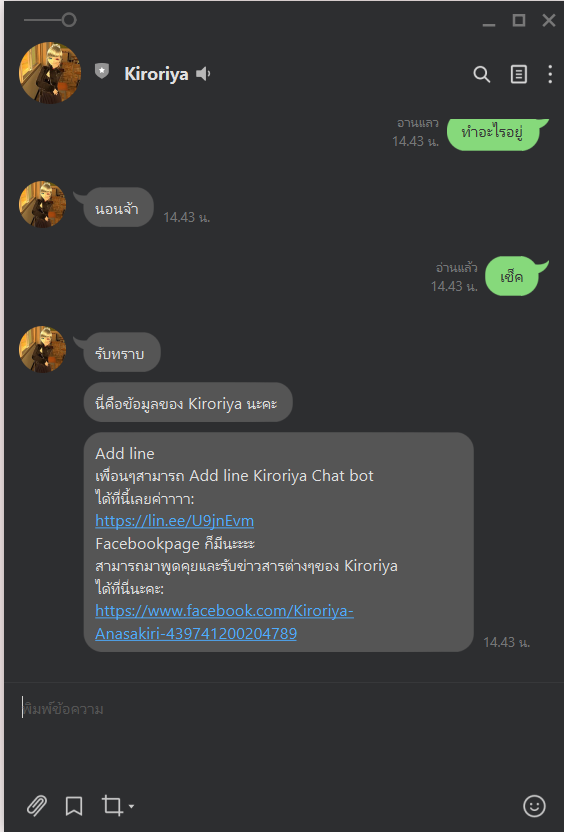 Kiroriya
อ่านแล้ว
14.43 น.
ทำอะไรอยู่
นอนจ้า
14.43 น.
อ่านแล้ว
14.43 น.
เช็ค
รับทราบ
นี่คือข้อมูลของ Kiroriya นะคะ
Add line
เพื่อนๆสามารถ Add line Kiroriya Chat bot
ได้ที่นี้เลยค่าาาา:
https://lin.ee/U9jnEvm
Facebookpage ก็มีนะะะะ
สามารถมาพูดคุยและรับข่าวสารต่างๆของ Kiroriya
ได้ที่นี่นะคะ:
https://www.facebook.com/Kiroriya-
Anasakiri-439741200204789
14.43 น.
พิมพ์ข้อความ